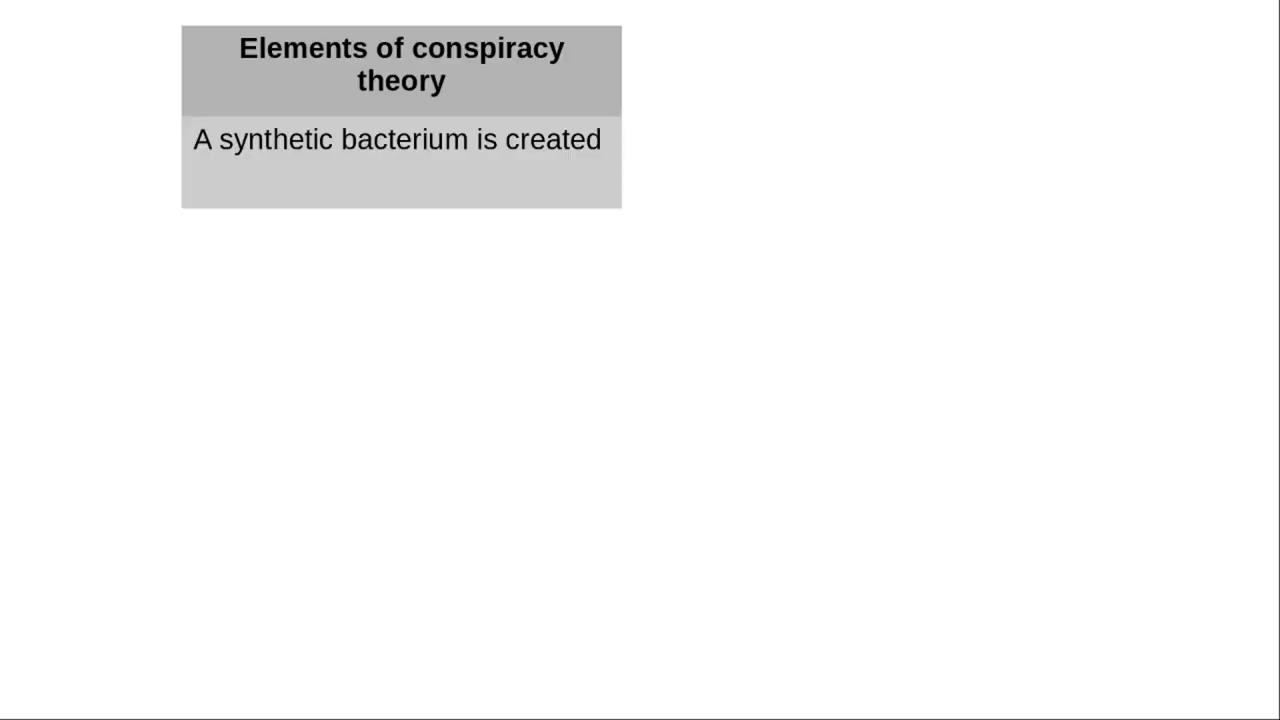 Elements of conspiracy
theory
A synthetic bacterium is created